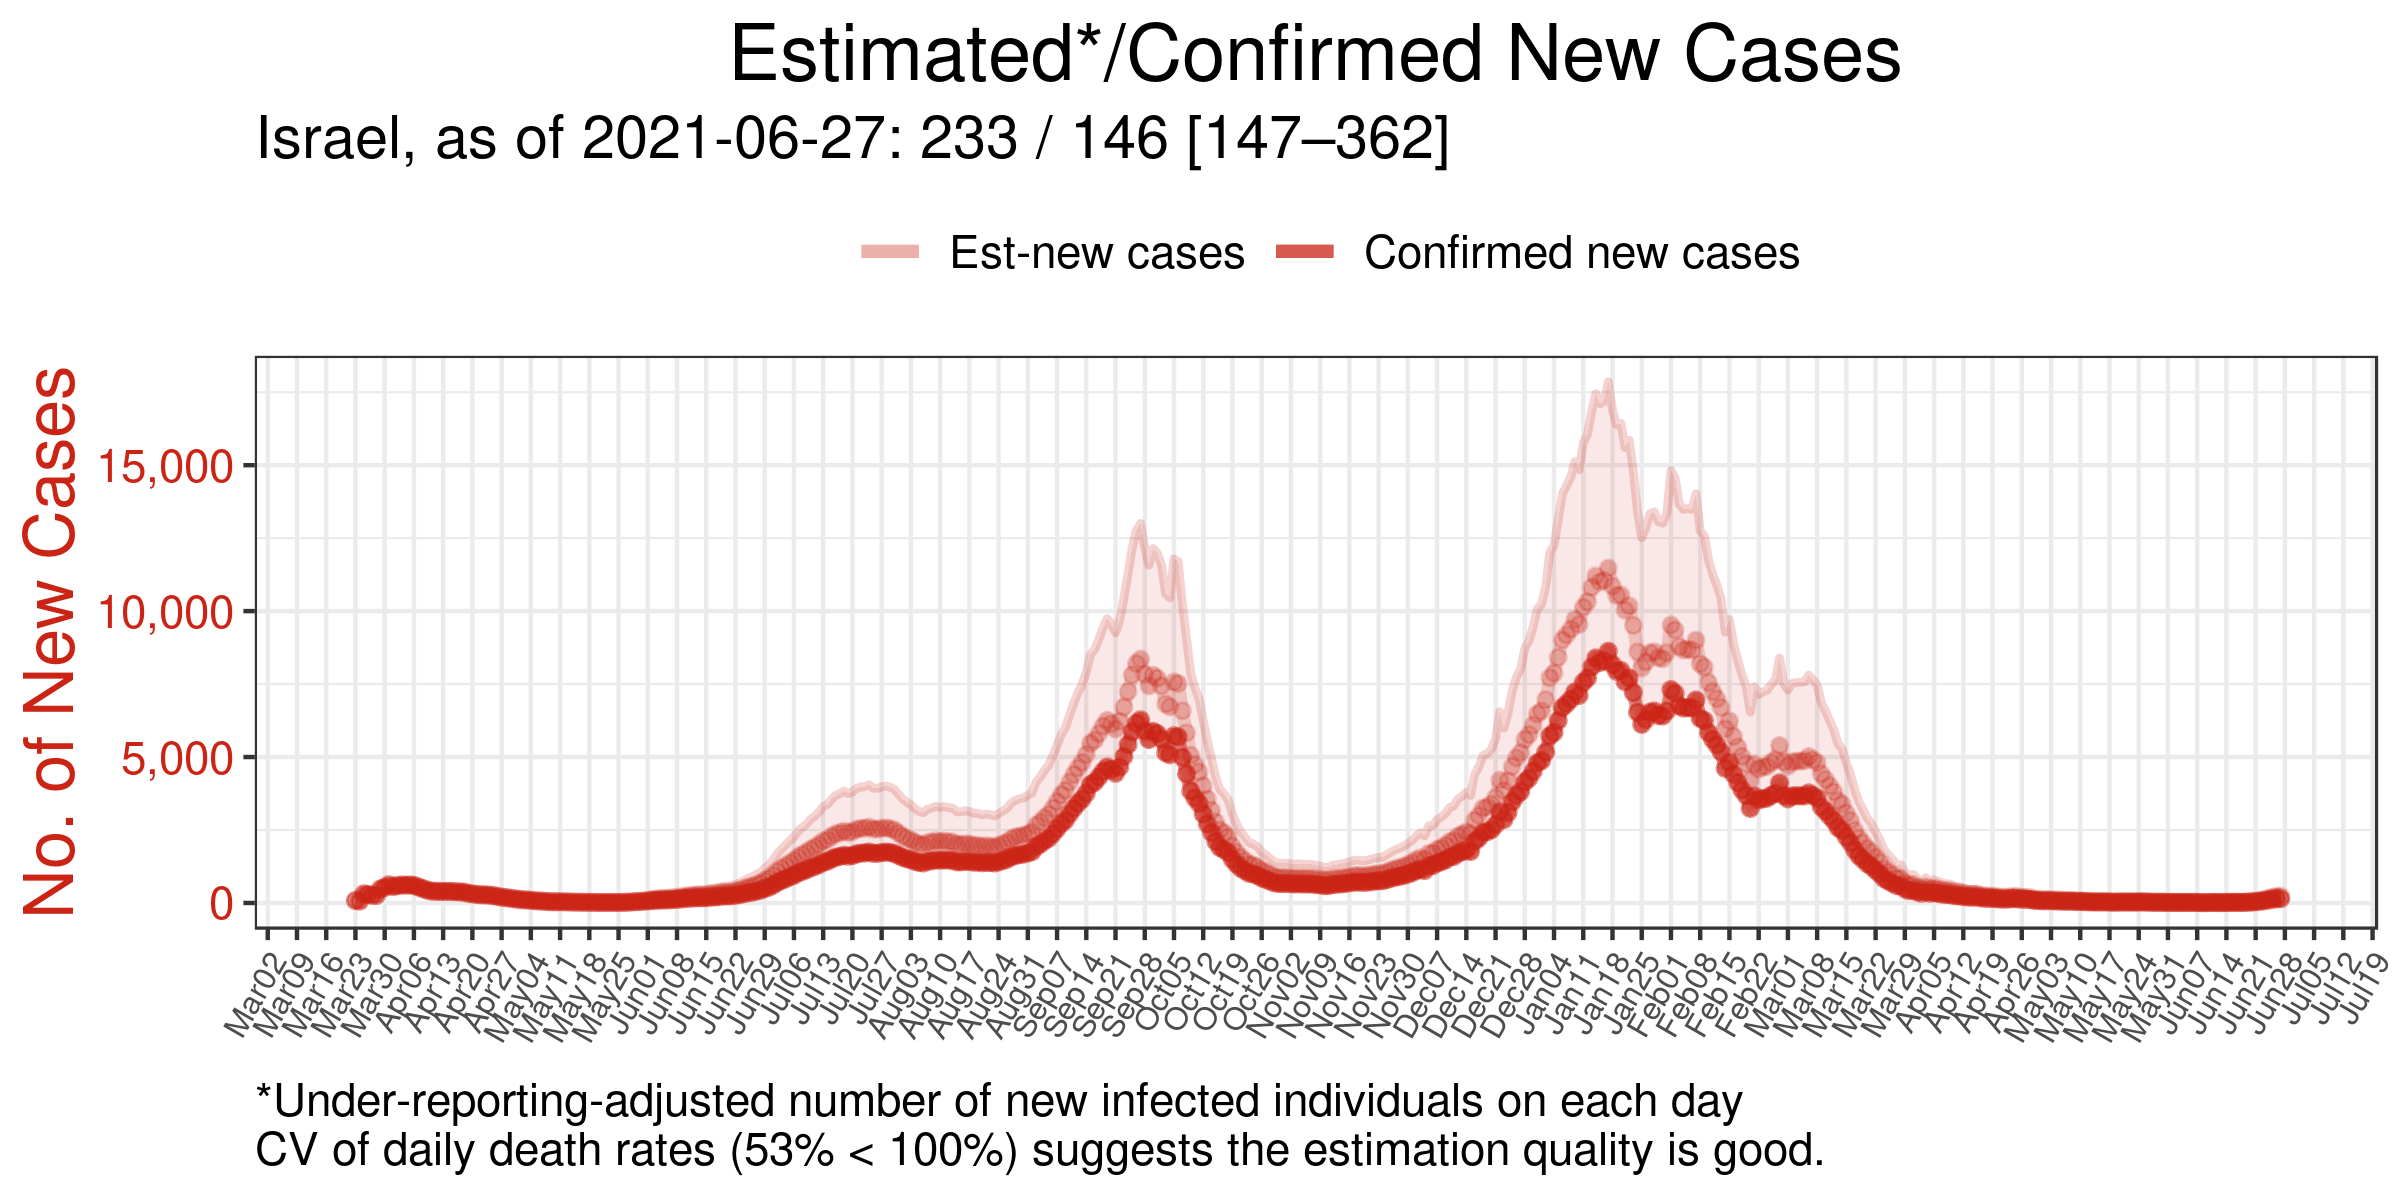 Estimated*/Confirmed New Cases
Israel, as of 2021-06-27: 233 / 146 [147–362]
Est-new cases
Confirmed new cases
No. of New Cases
15,000
10,000
5,000
0
Mar02
Mar09
Mar16
Mar23
Mar30
Apr06
Apr13
Apr20
Apr27
May04
May11
May18
May25
Jun01
Jun08
Jun15
Jun22
Jun29
Jul06
Jul13
Jul20
Jul27
Aug03
Aug10
Aug17
Aug24
Aug31
Sep07
Sep14
Sep21
Sep28
Oct05
Oct12
Oct19
Oct26
Nov02
Nov09
Nov16
Nov23
Nov30
Dec07
Dec14
Dec21
Dec28
Jan04
Jan11
Jan18
Jan25
Feb01
Feb08
Feb15
Feb22
Mar01
Mar08
Mar15
Mar22
Mar29
Apr05
Apr12
Apr19
Apr26
May03
May10
May17
May24
May31
Jun07
Jun14
Jun21
Jun28
Jul05
Jul12
Jul19
*Under-reporting-adjusted number of new infected individuals on each day
CV of daily death rates (53% < 100%) suggests the estimation quality is good.